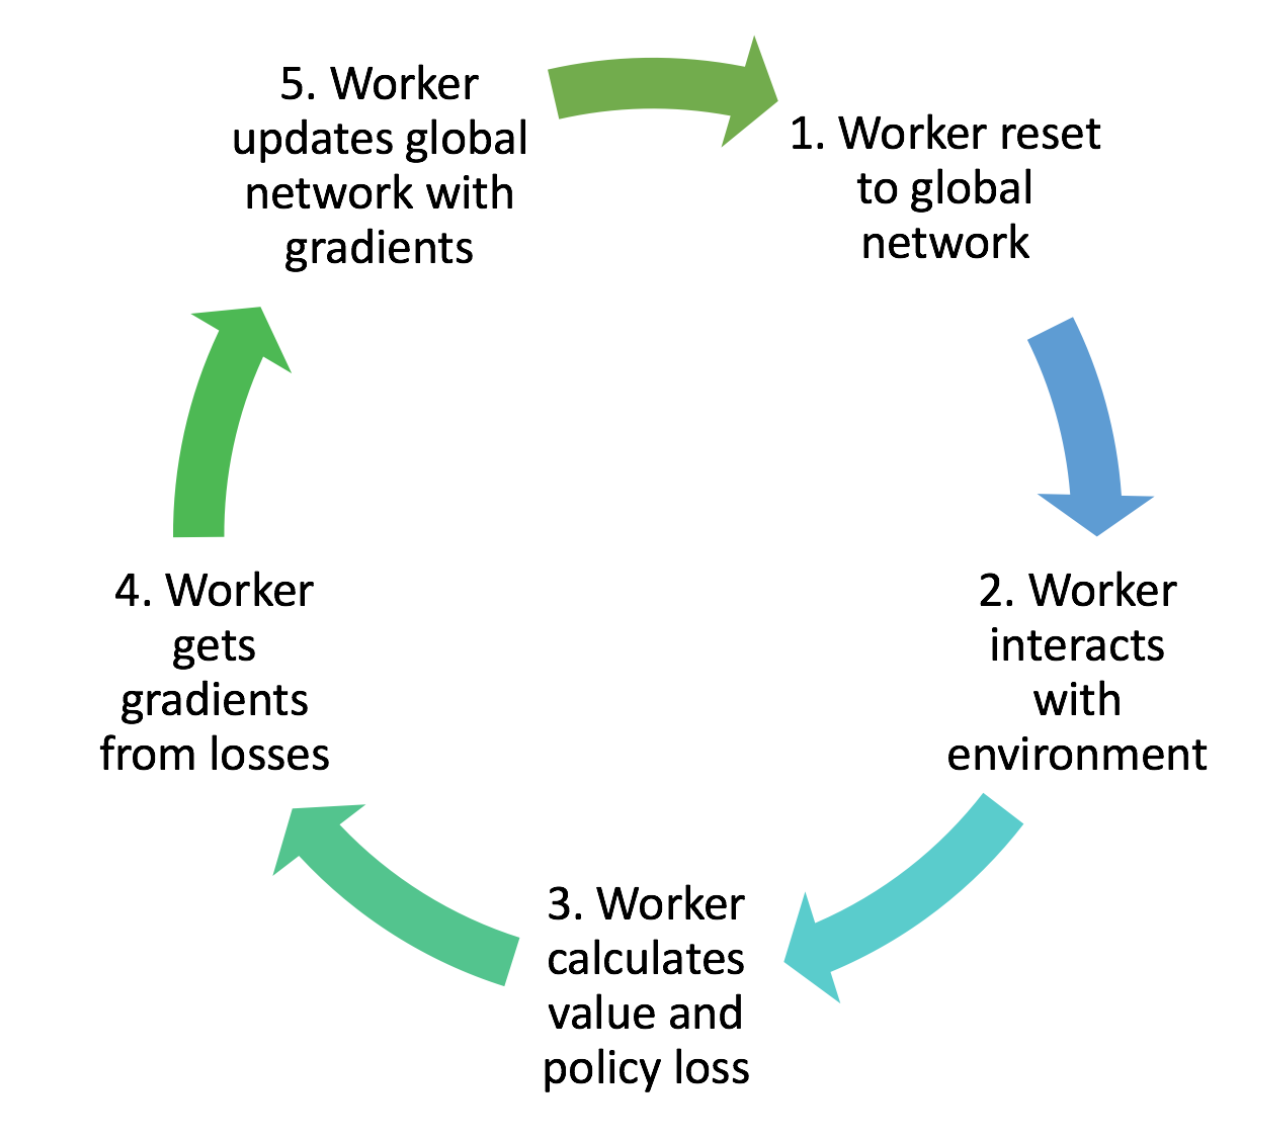 1. Worker reset
to global
network
2. Worker
interacts
with
environment
3. Worker
calculates
value and
policy loss
4. Worker
gets
gradients
from losses
5. Worker
updates global
network with
gradients